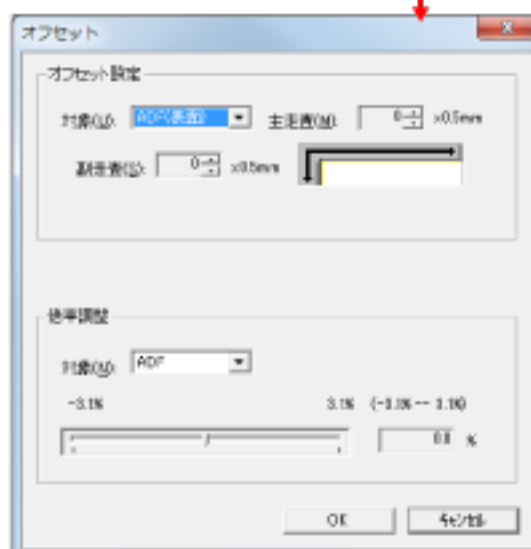 オフセット
オフセット設定
対象(U): ADF(表面) 主走査(M): 0 x0.5mm
副走査(S): 0 x0.5mm
倍率調整
対象(N): ADF
-3.1% 3.1% (-3.1% -- 3.1%)
0.0 %
OK キャンセル